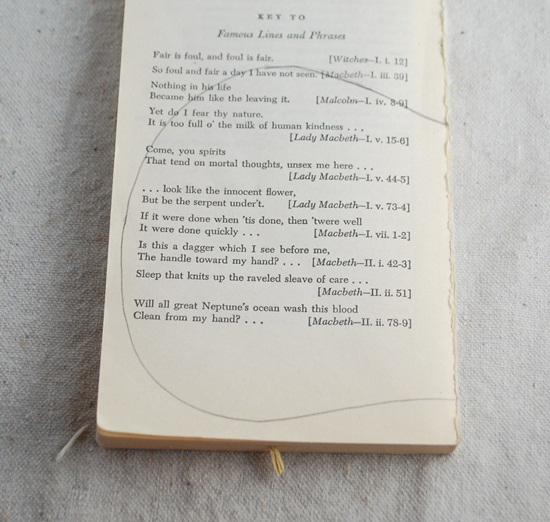 KEY TO
Famous Lines and Phrases
Fair is foul, and foul is fair. [Witches—I. i. 12]
So foul and fair a day I have not seen. [Macbeth—I. iii. 39]
Nothing in his life
Became him like the leaving it. [Malcolm—I. iv. 8-9]
Yet do I fear thy nature.
It is too full o' the milk of human kindness . . .
[Lady Macbeth—I. v. 15-6]
Come, you spirits
That tend on mortal thoughts, unsex me here . . .
[Lady Macbeth—I. v. 44-5]
. . . look like the innocent flower,
But be the serpent under't. [Lady Macbeth—I. v. 73-4]
If it were done when 'tis done, then 'twere well
It were done quickly . . . [Macbeth—I. vii. 1-2]
Is this a dagger which I see before me,
The handle toward my hand? . . . [Macbeth—II. i. 42-3]
Sleep that knits up the raveled sleave of care . . .
[Macbeth—II. ii. 51]
Will all great Neptune's ocean wash this blood
Clean from my hand? . . . [Macbeth—II. ii. 78-9]